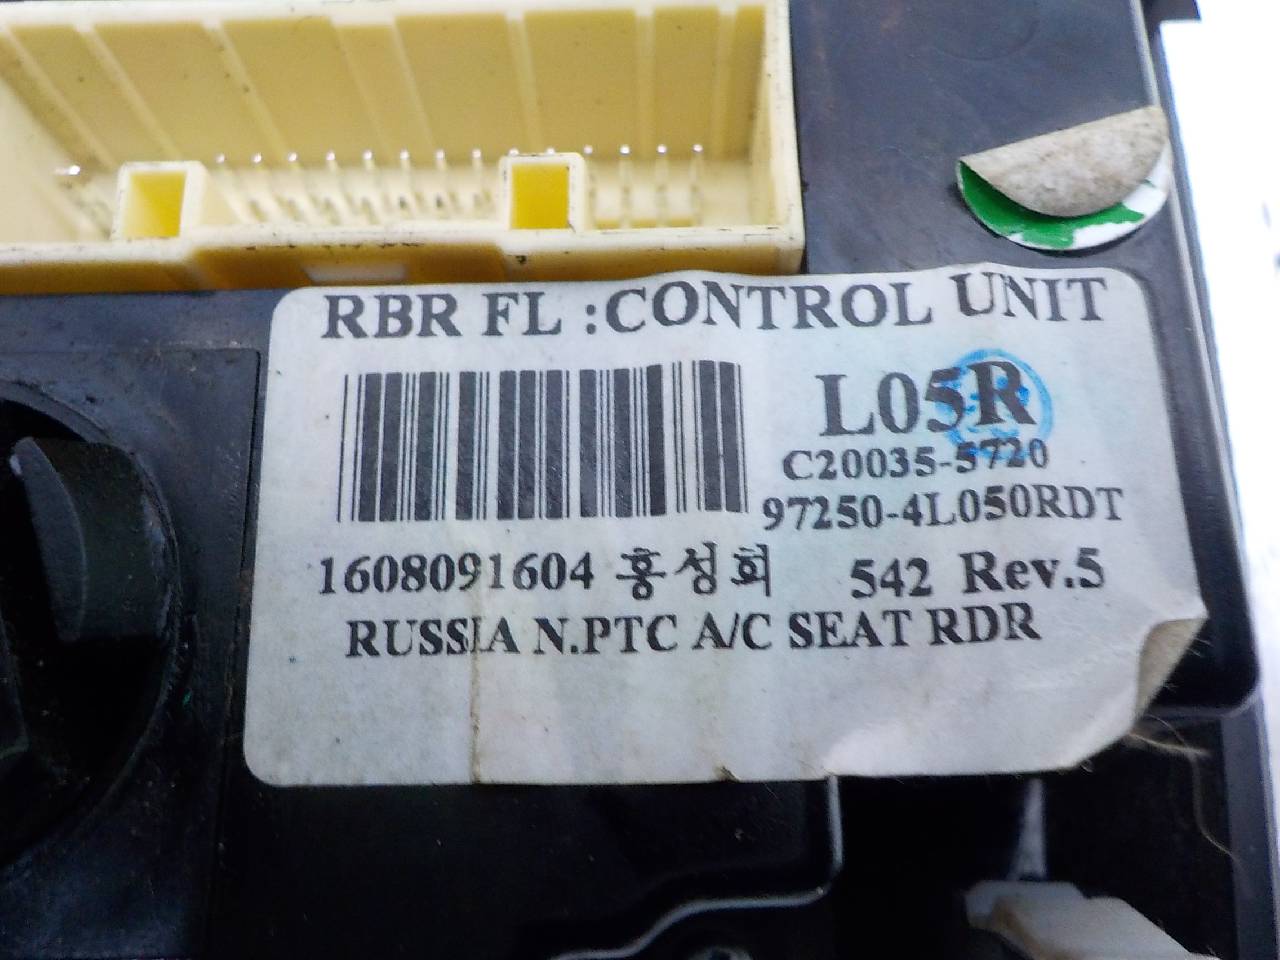 RBR FL :CONTROL UNIT
L05R
C20035-5720
97250-4L050RDT
1608091604 홍성회 542 Rev.5
RUSSIA N.PTC A/C SEAT RDR